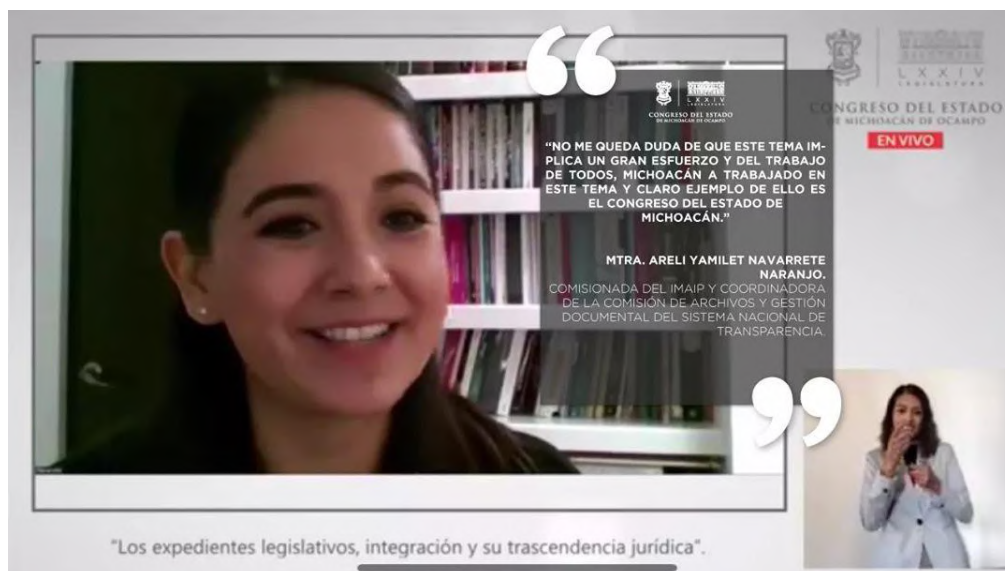 LXXIV
LEGISLATURA
CONGRESO DEL ESTADO
DE MICHOACÁN DE OCAMPO
EN VIVO
LXXIV
CONGRESO DEL ESTADO
DE MICHOACÁN DE OCAMPO
“NO ME QUEDA DUDA DE QUE ESTE TEMA IM-
PLICA UN GRAN ESFUERZO Y DEL TRABAJO
DE TODOS, MICHOACÁN A TRABAJADO EN
ESTE TEMA Y CLARO EJEMPLO DE ELLO ES
EL CONGRESO DEL ESTADO DE
MICHOACÁN.”
MTRA. ARELI YAMILET NAVARRETE
NARANJO.
COMISIONADA DEL IMAIP Y COORDINADORA
DE LA COMISIÓN DE ARCHIVOS Y GESTIÓN
DOCUMENTAL DEL SISTEMA NACIONAL DE
TRANSPARENCIA.
"Los expedientes legislativos, integración y su trascendencia jurídica".